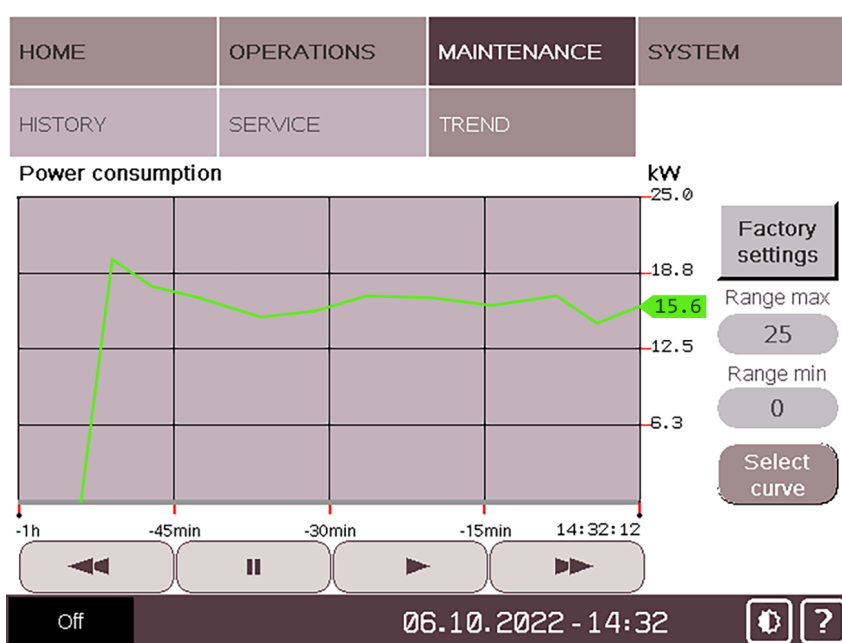 HOME OPERATIONS MAINTENANCE SYSTEM
HISTORY SERVICE TREND
Power consumption kW
25.0
Factory
settings
18.8
Range max
15.6
25
12.5
Range min
0
6.3
Select
curve
-1h -45min -30min -15min 14:32:12
Off 06.10.2022 - 14:32 ?